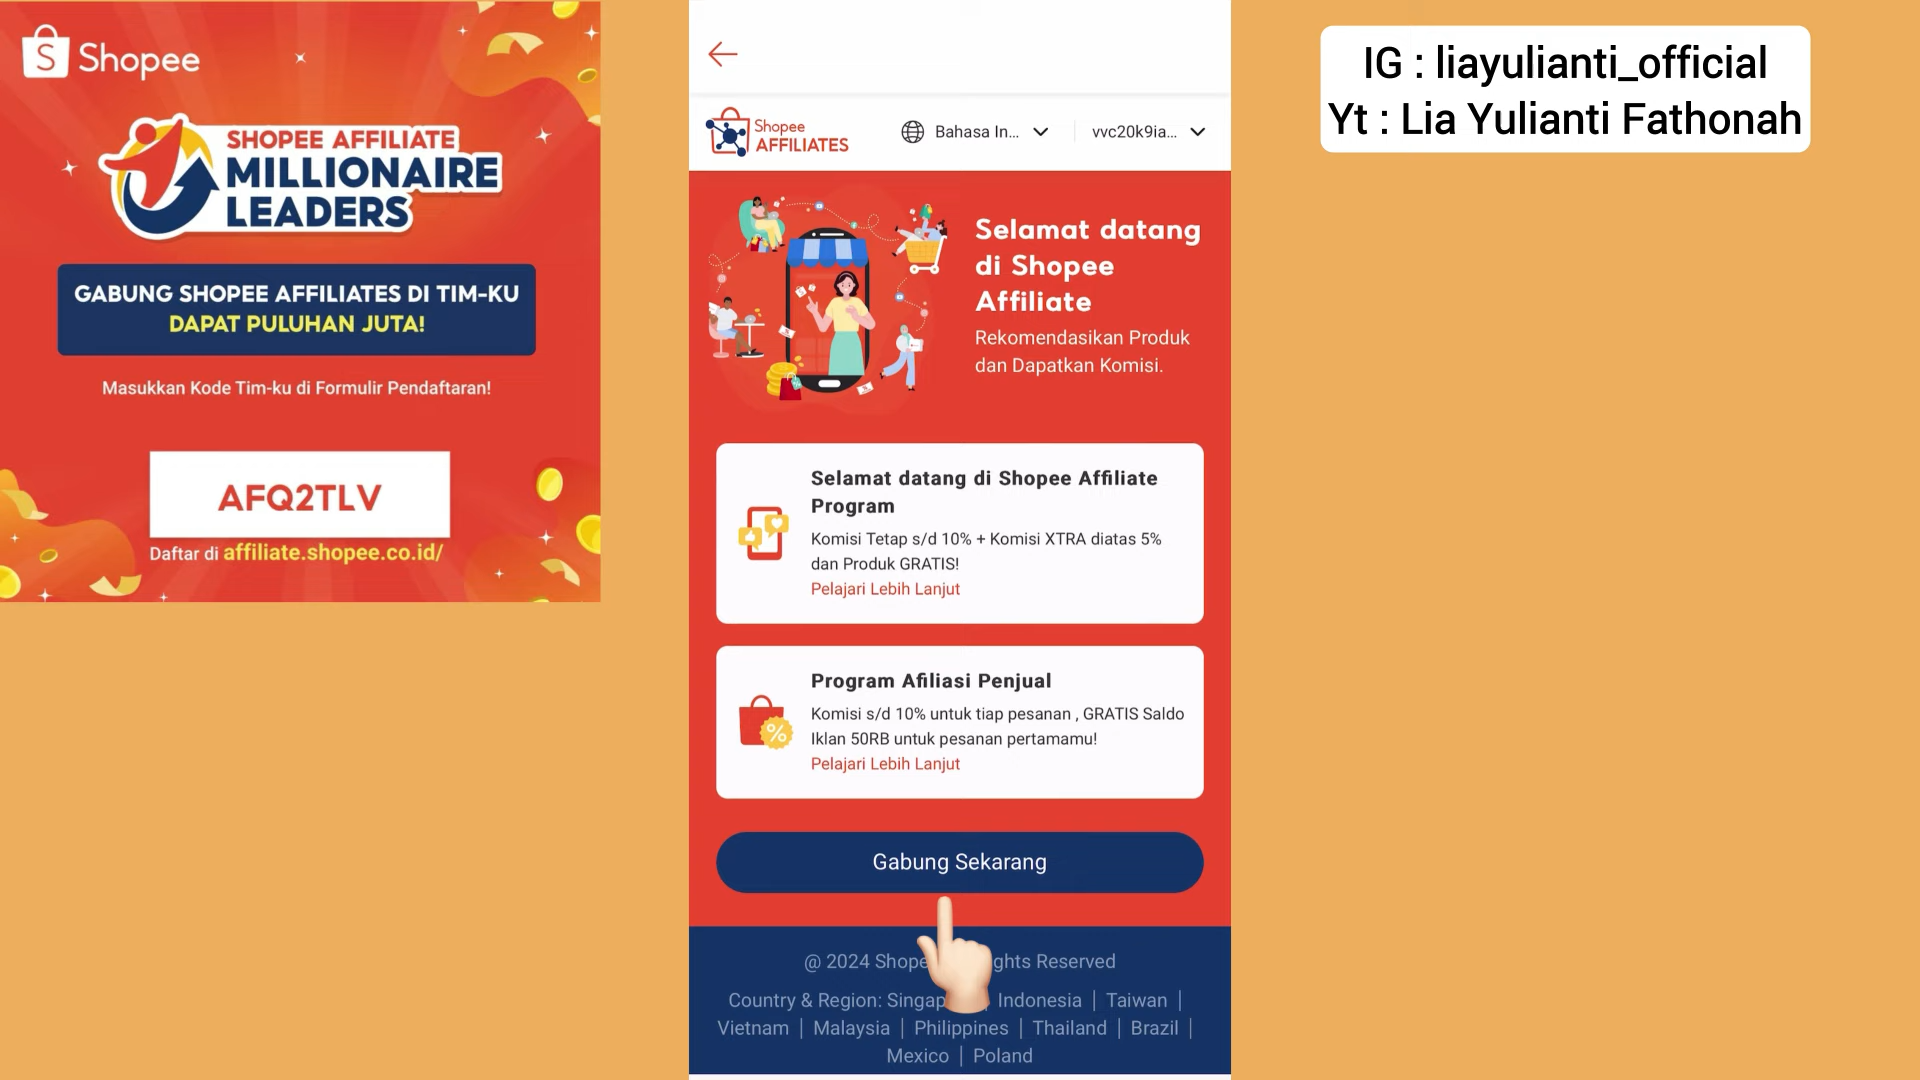 Shopee
SHOPEE AFFILIATE
MILLIONAIRE
LEADERS
GABUNG SHOPEE AFFILIATES DI TIM-KU
DAPAT PULUHAN JUTA!
Masukkan Kode Tim-ku di Formulir Pendaftaran!
AFQ2TLV
Daftar di affiliate.shopee.co.id/
Shopee
AFFILIATES
Bahasa In...
vvc20k9ia...
Selamat datang
di Shopee
Affiliate
Rekomendasikan Produk
dan Dapatkan Komisi.
Selamat datang di Shopee Affiliate
Program
Komisi Tetap s/d 10% + Komisi XTRA diatas 5%
dan Produk GRATIS!
Pelajari Lebih Lanjut
Program Afiliasi Penjual
Komisi s/d 10% untuk tiap pesanan , GRATIS Saldo
Iklan 50RB untuk pesanan pertamamu!
Pelajari Lebih Lanjut
Gabung Sekarang
@ 2024 Shope ghts Reserved
Country & Region: Singap | Indonesia | Taiwan |
Vietnam | Malaysia | Philippines | Thailand | Brazil |
Mexico | Poland
IG : liayulianti_official
Yt : Lia Yulianti Fathonah